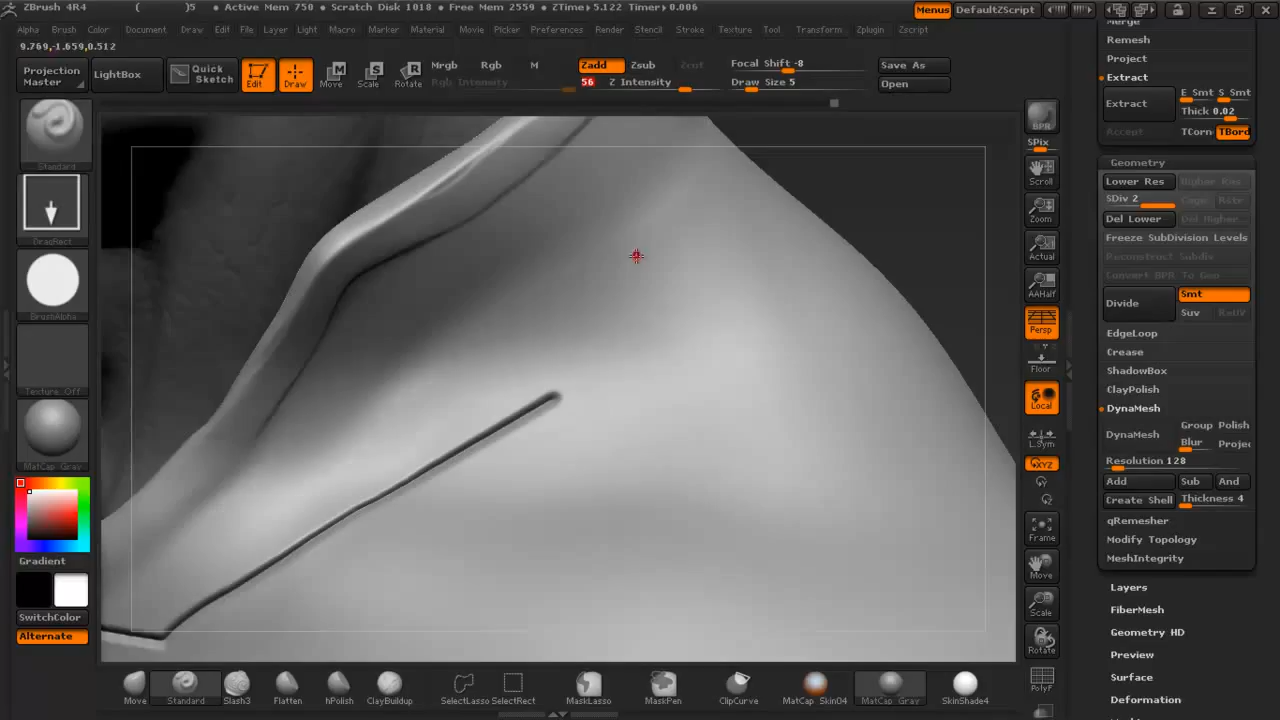 ZBrush 4R4 ( )5 • Active Mem 750 • Scratch Disk 1018 • Free Mem 2559 • ZTime▸5.122 Timer▸0.006 Menus DefaultZScript
Alpha Brush Color Document Draw Edit File Layer Light Macro Marker Material Movie Picker Preferences Render Stencil Stroke Texture Tool Transform Zplugin Zscript
9.769,-1.659,0.512
Projection Master
LightBox
Quick Sketch
Edit
Draw
Move
Scale
Rotate
Mrgb Rgb M
Rgb Intensity
Zadd Zsub Zcut
56 Z Intensity
Focal Shift -8
Draw Size 5
Save As
Open
Standard
DragRect
BrushAlpha
Texture Off
MatCap Gray
Gradient
SwitchColor
Alternate
BPR
SPix
Scroll
Zoom
Actual
AAHalf
Persp
Floor
Local
L.Sym
XYZ
Frame
Move
Scale
Rotate
PolyF
Merge
Remesh
Project
Extract
Extract E Smt S Smt
Thick 0.02
Accept TCorn TBord
Geometry
Lower Res Higher Res
SDiv 2 Cage Rstr
Del Lower Del Higher
Freeze SubDivision Levels
Reconstruct Subdiv
Convert BPR To Geo
Divide Smt
Suv ReUV
EdgeLoop
Crease
ShadowBox
ClayPolish
DynaMesh
DynaMesh Group Polish
Blur Projec
Resolution 128
Add Sub And
Create Shell Thickness 4
qRemesher
Modify Topology
MeshIntegrity
Layers
FiberMesh
Geometry HD
Preview
Surface
Deformation
Move Standard Slash3 Flatten hPolish ClayBuildup SelectLasso SelectRect MaskLasso MaskPen ClipCurve MatCap Skin04 MatCap Gray SkinShade4